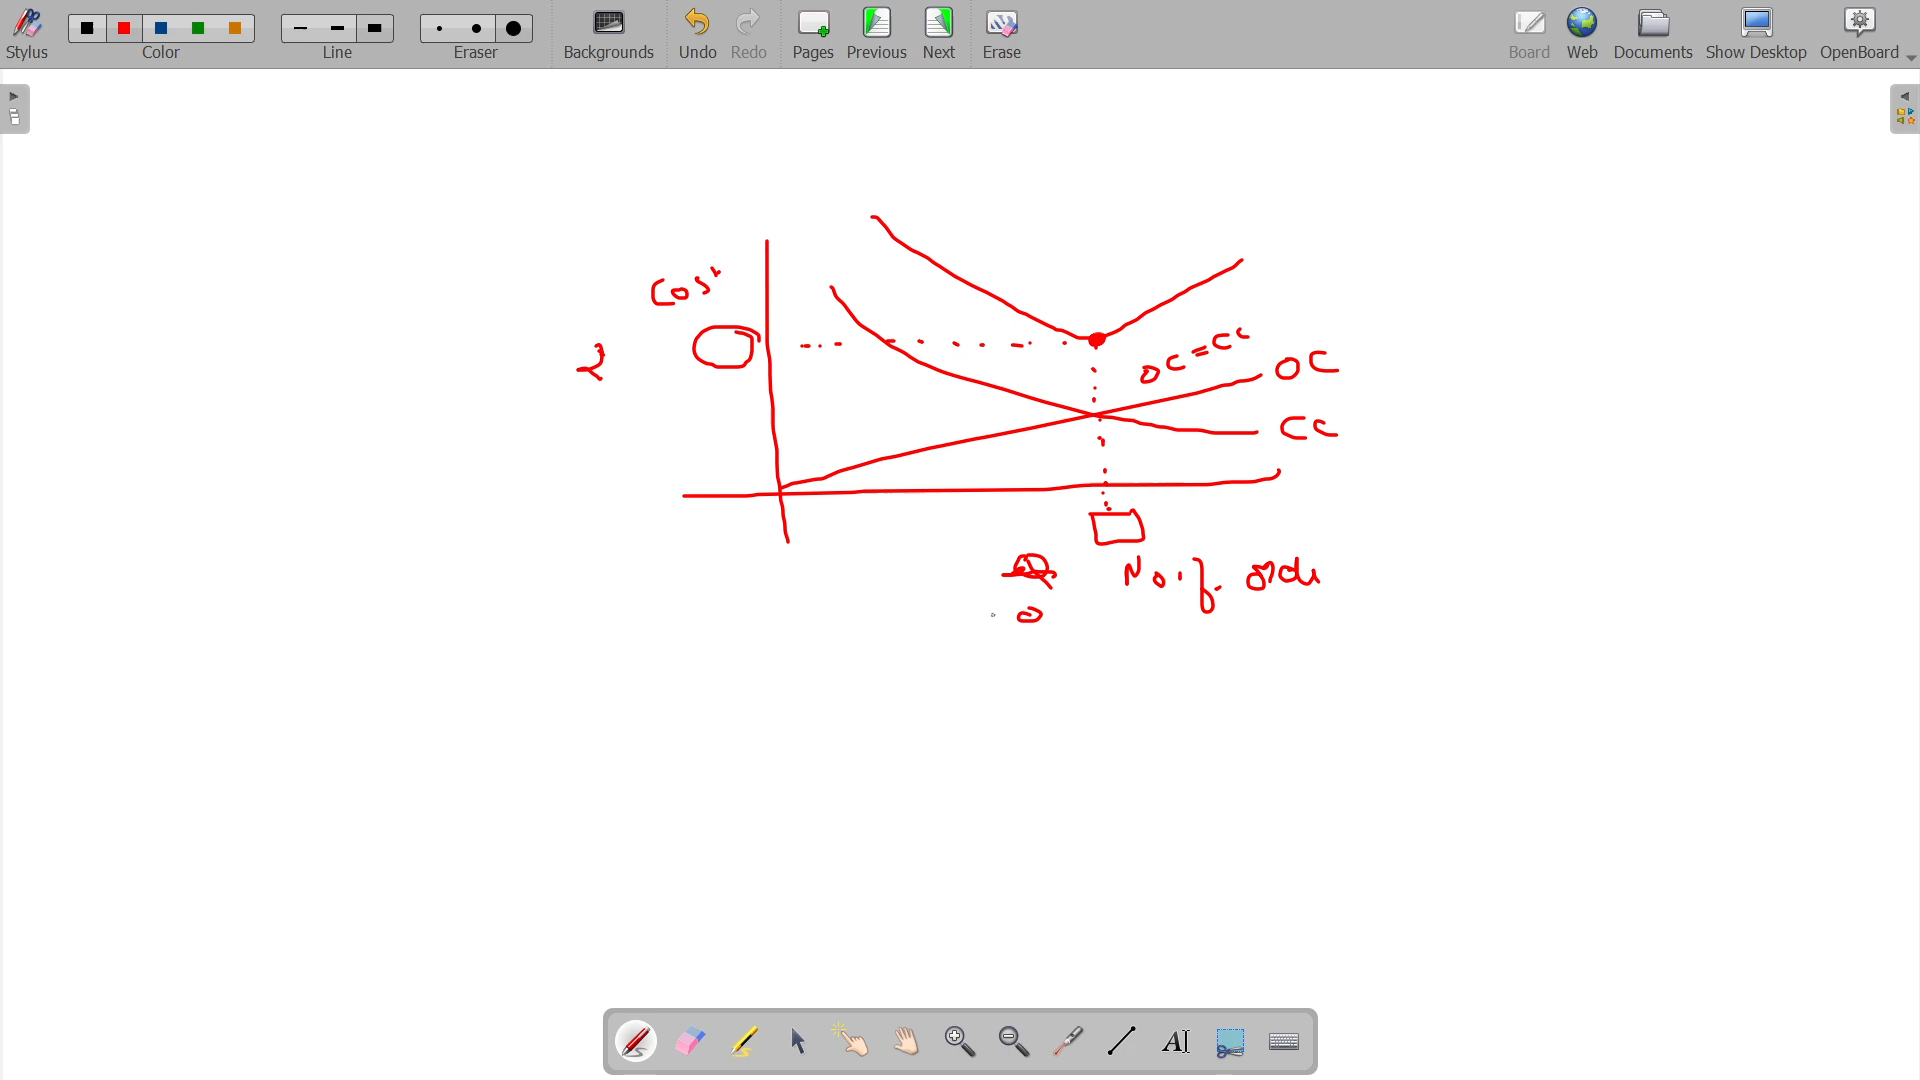 Stylus Color Line Eraser Backgrounds Undo Redo Pages Previous Next Erase Board Web Documents Show Desktop OpenBoard
Cost
OC = CC
OC
CC
No. of